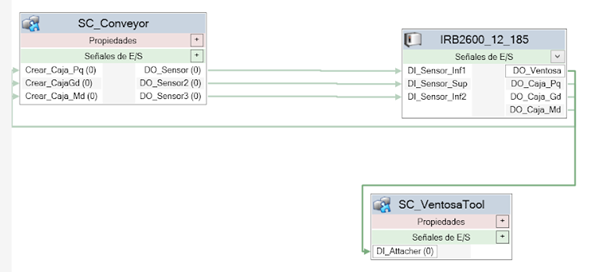 SC_Conveyor
Propiedades +
Señales de E/S +
Crear_Caja_Pq (0) DO_Sensor (0)
Crear_CajaGd (0) DO_Sensor2 (0)
Crear_Caja_Md (0) DO_Sensor3 (0)
IRB2600_12_185
Señales de E/S
DI_Sensor_Inf1 DO_Ventosa
DI_Sensor_Sup DO_Caja_Pq
DI_Sensor_Inf2 DO_Caja_Gd
DO_Caja_Md
SC_VentosaTool
Propiedades +
Señales de E/S +
DI_Attacher (0)